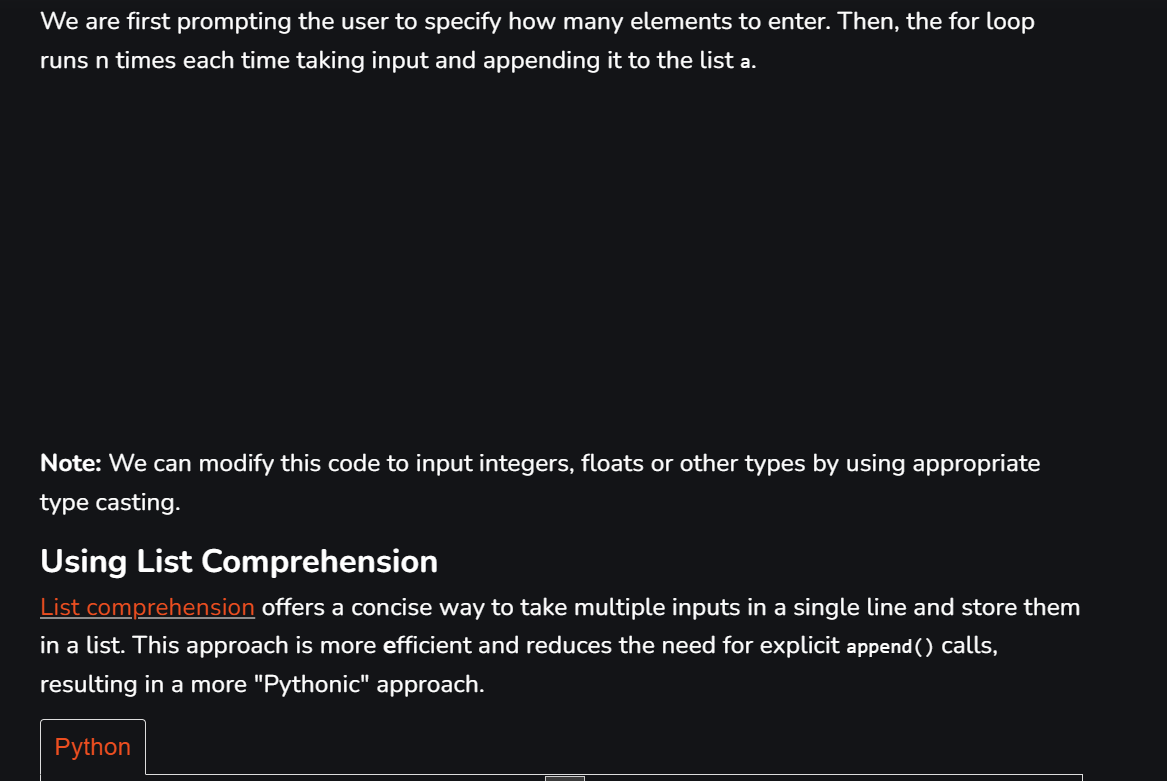 We are first prompting the user to specify how many elements to enter. Then, the for loop
runs n times each time taking input and appending it to the list a.
Note: We can modify this code to input integers, floats or other types by using appropriate
type casting.
Using List Comprehension
List comprehension offers a concise way to take multiple inputs in a single line and store them
in a list. This approach is more efficient and reduces the need for explicit append() calls,
resulting in a more "Pythonic" approach.
Python